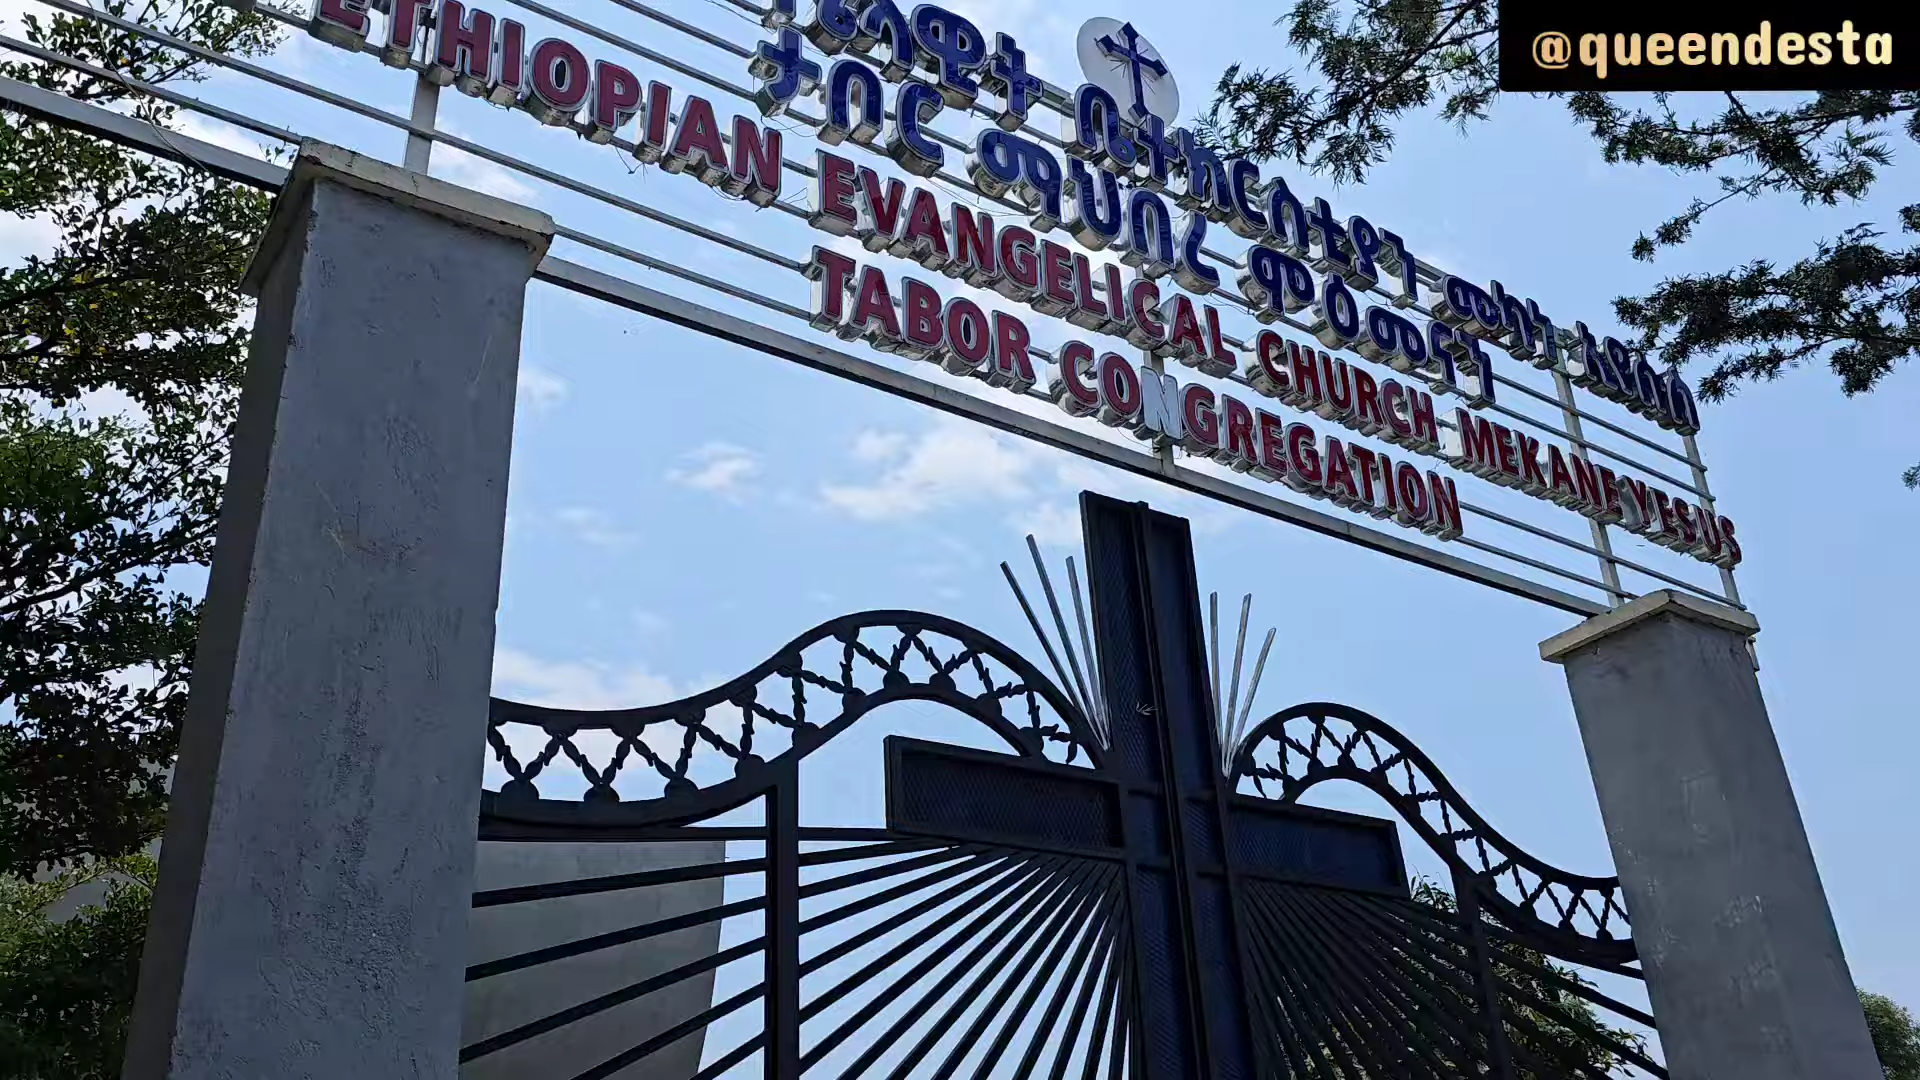 @queendesta
ቤተክርስቲያን መካነ ኢየሱስ
ታቦር ማህበረ ምዕመናን
ETHIOPIAN EVANGELICAL CHURCH MEKANE YESUS
TABOR CONGREGATION